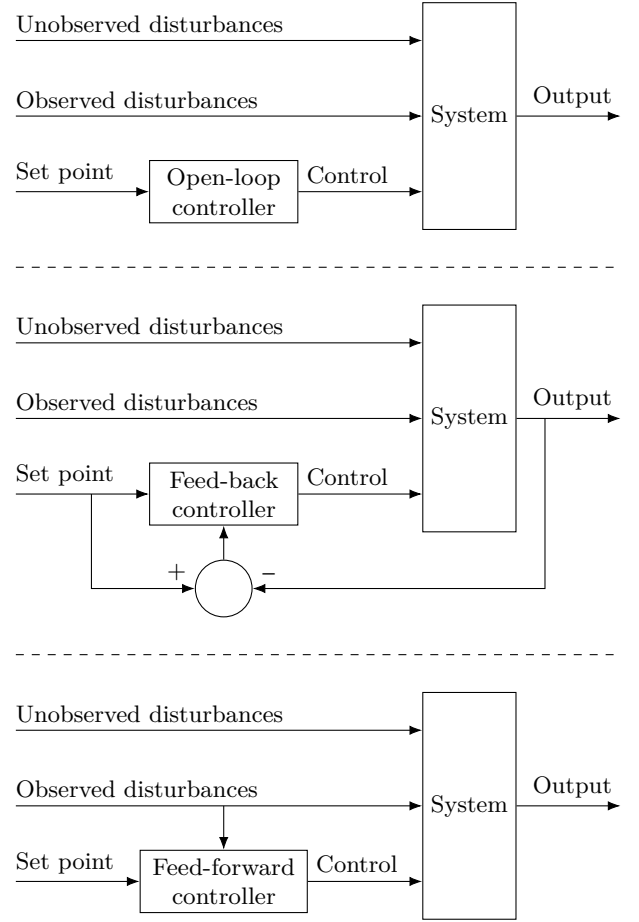 Unobserved disturbances
Observed disturbances
System
Output
Set point
Open-loop
controller
Control
Unobserved disturbances
Observed disturbances
System
Output
Set point
Feed-back
controller
Control
+
–
Unobserved disturbances
Observed disturbances
System
Output
Set point
Feed-forward
controller
Control